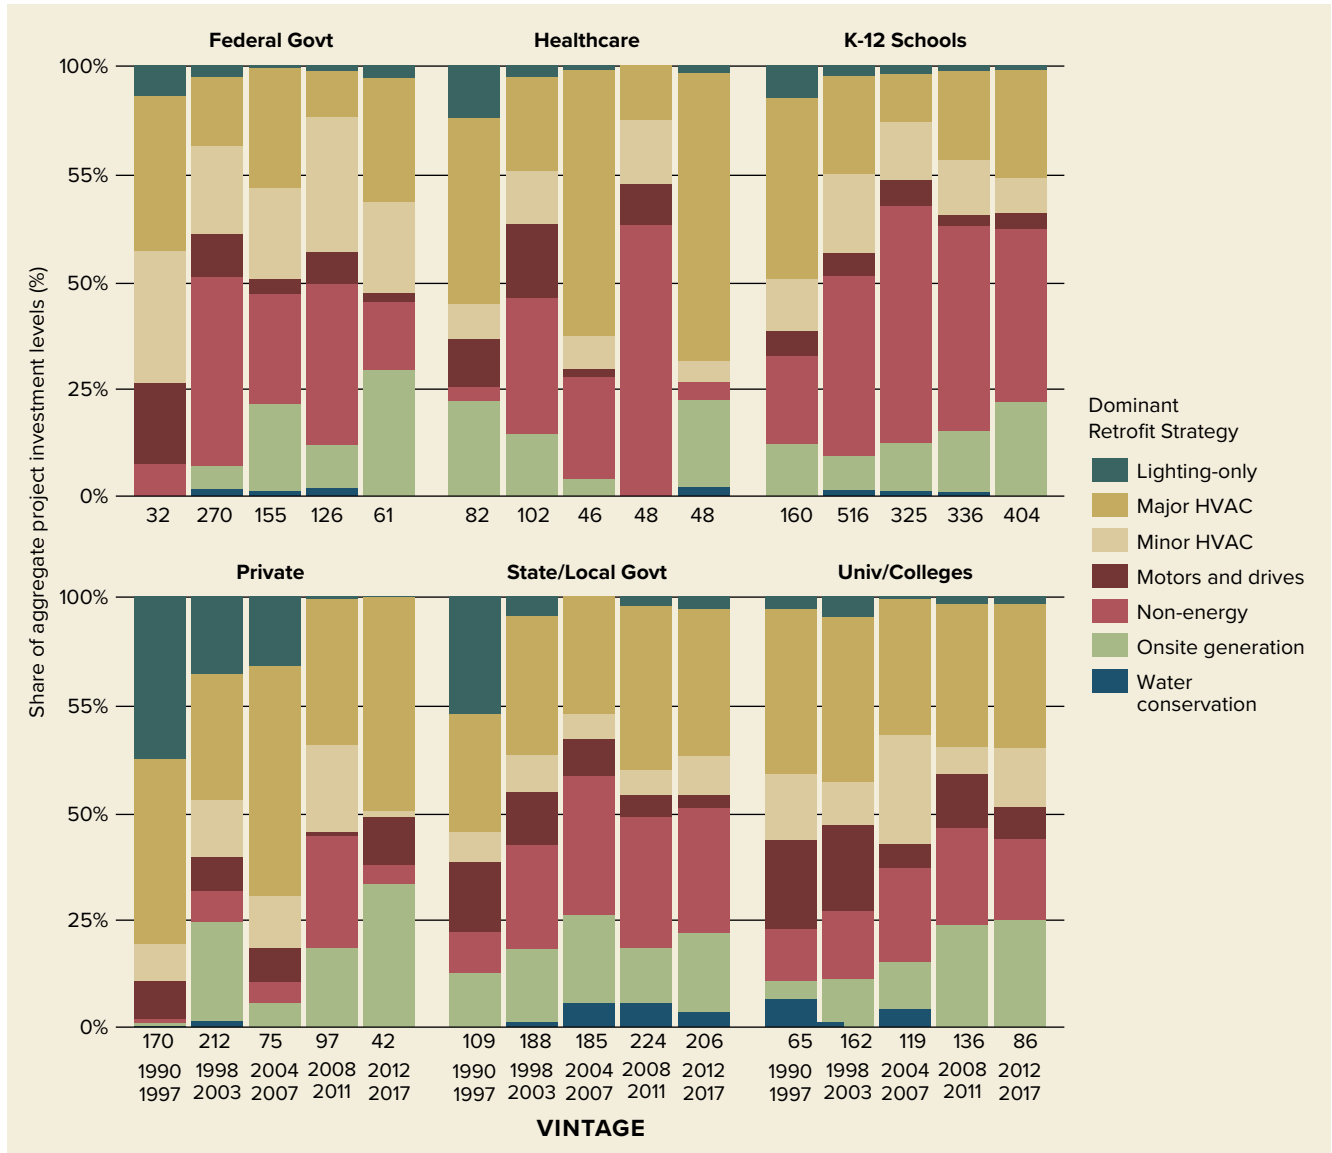 Federal Govt
Healthcare
K-12 Schools
Share of aggregate project investment levels (%)
100%
55%
50%
25%
0%
32 270 155 126 61
82 102 46 48 48
160 516 325 336 404
Private
State/Local Govt
Univ/Colleges
100%
55%
50%
25%
0%
170 212 75 97 42
1990 1998 2004 2008 2012
1997 2003 2007 2011 2017
109 188 185 224 206
1990 1998 2004 2008 2012
1997 2003 2007 2011 2017
65 162 119 136 86
1990 1998 2004 2008 2012
1997 2003 2007 2011 2017
VINTAGE
Dominant
Retrofit Strategy
Lighting-only
Major HVAC
Minor HVAC
Motors and drives
Non-energy
Onsite generation
Water
conservation